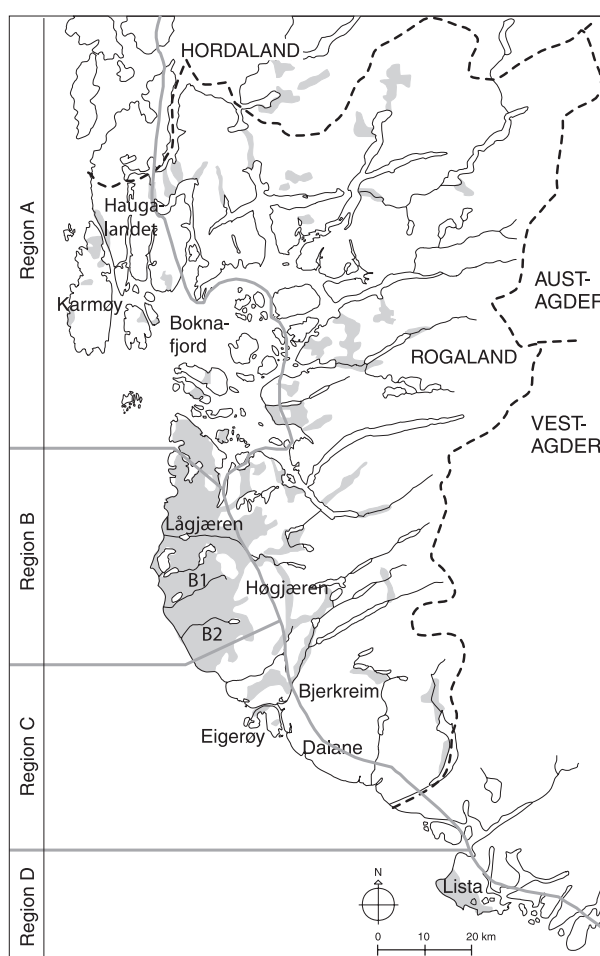 Region A
Region B
Region C
Region D
HORDALAND
Hauga-
landet
Karmøy
Bokna-
fjord
AUST-
AGDER
ROGALAND
VEST-
AGDER
Lågjæren
B1
Høgjæren
B2
Bjerkreim
Eigerøy
Dalane
Lista
N
0 10 20 km